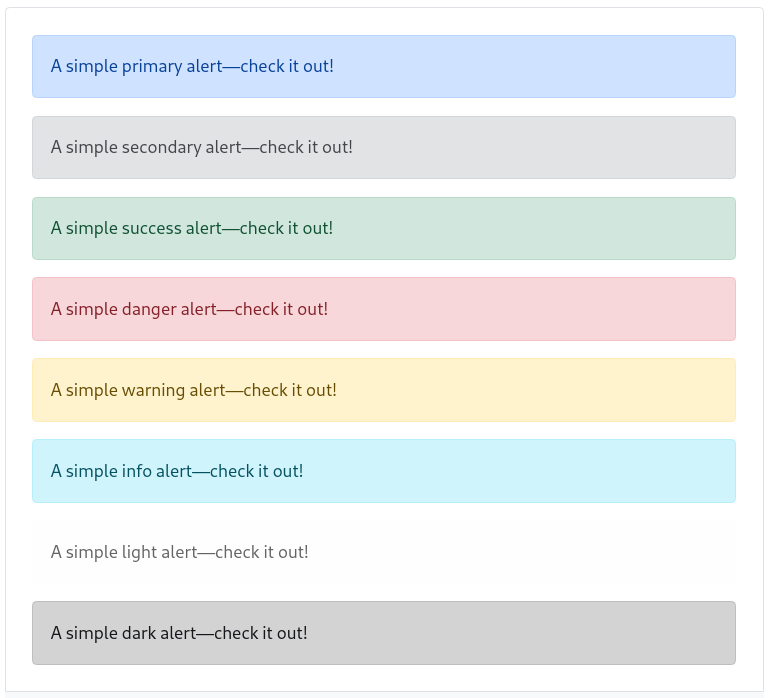 A simple primary alert—check it out!
A simple secondary alert—check it out!
A simple success alert—check it out!
A simple danger alert—check it out!
A simple warning alert—check it out!
A simple info alert—check it out!
A simple light alert—check it out!
A simple dark alert—check it out!